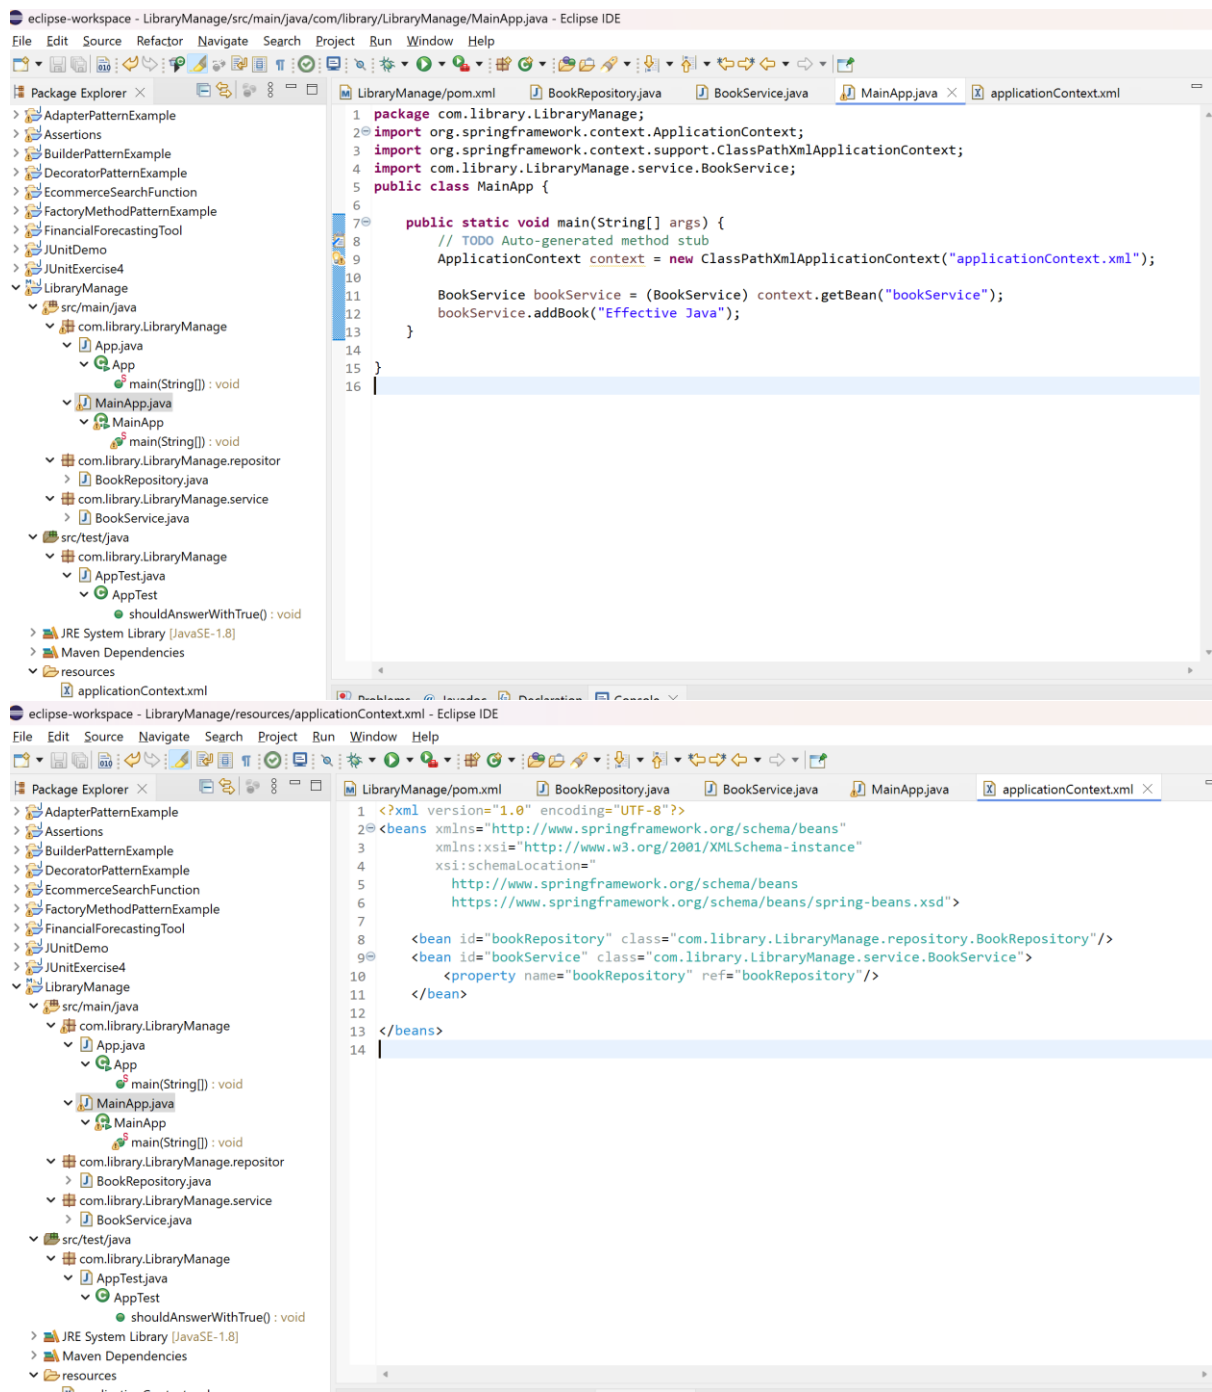 eclipse-workspace - LibraryManage/src/main/java/com/library/LibraryManage/MainApp.java - Eclipse IDE
File Edit Source Refactor Navigate Search Project Run Window Help
Package Explorer
AdapterPatternExample
Assertions
BuilderPatternExample
DecoratorPatternExample
EcommerceSearchFunction
FactoryMethodPatternExample
FinancialForecastingTool
JUnitDemo
JUnitExercise4
LibraryManage
src/main/java
com.library.LibraryManage
App.java
App
main(String[]) : void
MainApp.java
MainApp
main(String[]) : void
com.library.LibraryManage.repositor
BookRepository.java
com.library.LibraryManage.service
BookService.java
src/test/java
com.library.LibraryManage
AppTest.java
AppTest
shouldAnswerWithTrue() : void
JRE System Library [JavaSE-1.8]
Maven Dependencies
resources
applicationContext.xml
LibraryManage/pom.xml BookRepository.java BookService.java MainApp.java applicationContext.xml
1 package com.library.LibraryManage;
2 import org.springframework.context.ApplicationContext;
3 import org.springframework.context.support.ClassPathXmlApplicationContext;
4 import com.library.LibraryManage.service.BookService;
5 public class MainApp {
6
7 public static void main(String[] args) {
8 // TODO Auto-generated method stub
9 ApplicationContext context = new ClassPathXmlApplicationContext("applicationContext.xml");
10
11 BookService bookService = (BookService) context.getBean("bookService");
12 bookService.addBook("Effective Java");
13 }
14
15 }
16
Problems Javadoc Declaration Console
eclipse-workspace - LibraryManage/resources/applicationContext.xml - Eclipse IDE
File Edit Source Navigate Search Project Run Window Help
Package Explorer
AdapterPatternExample
Assertions
BuilderPatternExample
DecoratorPatternExample
EcommerceSearchFunction
FactoryMethodPatternExample
FinancialForecastingTool
JUnitDemo
JUnitExercise4
LibraryManage
src/main/java
com.library.LibraryManage
App.java
App
main(String[]) : void
MainApp.java
MainApp
main(String[]) : void
com.library.LibraryManage.repositor
BookRepository.java
com.library.LibraryManage.service
BookService.java
src/test/java
com.library.LibraryManage
AppTest.java
AppTest
shouldAnswerWithTrue() : void
JRE System Library [JavaSE-1.8]
Maven Dependencies
resources
LibraryManage/pom.xml BookRepository.java BookService.java MainApp.java applicationContext.xml
1 <?xml version="1.0" encoding="UTF-8"?>
2 <beans xmlns="http://www.springframework.org/schema/beans"
3 xmlns:xsi="http://www.w3.org/2001/XMLSchema-instance"
4 xsi:schemaLocation="
5 http://www.springframework.org/schema/beans
6 https://www.springframework.org/schema/beans/spring-beans.xsd">
7
8 <bean id="bookRepository" class="com.library.LibraryManage.repository.BookRepository"/>
9 <bean id="bookService" class="com.library.LibraryManage.service.BookService">
10 <property name="bookRepository" ref="bookRepository"/>
11 </bean>
12
13 </beans>
14